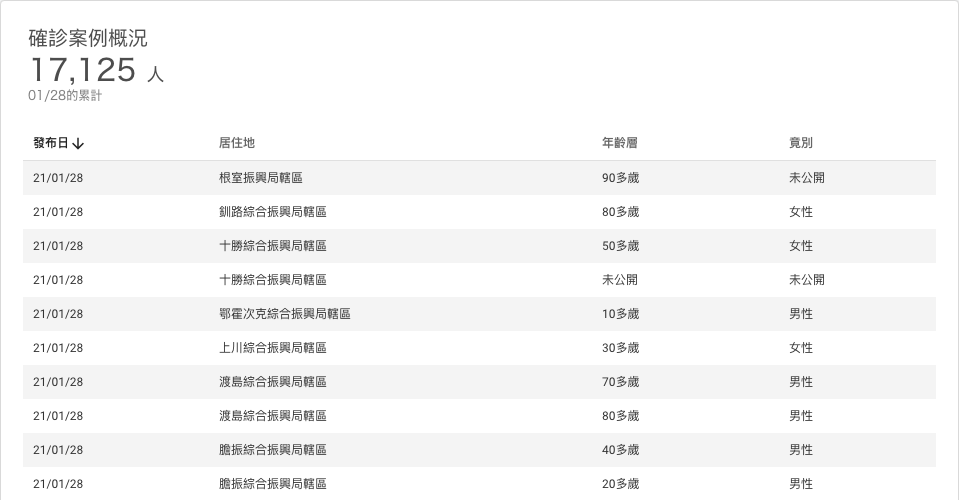 確診案例概況
17,125 人
01/28的累計
發布日↓ 居住地 年齡層 竟別
21/01/28 根室振興局轄區 90多歲 未公開
21/01/28 釧路綜合振興局轄區 80多歲 女性
21/01/28 十勝綜合振興局轄區 50多歲 女性
21/01/28 十勝綜合振興局轄區 未公開 未公開
21/01/28 鄂霍次克綜合振興局轄區 10多歲 男性
21/01/28 上川綜合振興局轄區 30多歲 女性
21/01/28 渡島綜合振興局轄區 70多歲 男性
21/01/28 渡島綜合振興局轄區 80多歲 男性
21/01/28 膽振綜合振興局轄區 40多歲 男性
21/01/28 膽振綜合振興局轄區 20多歲 男性